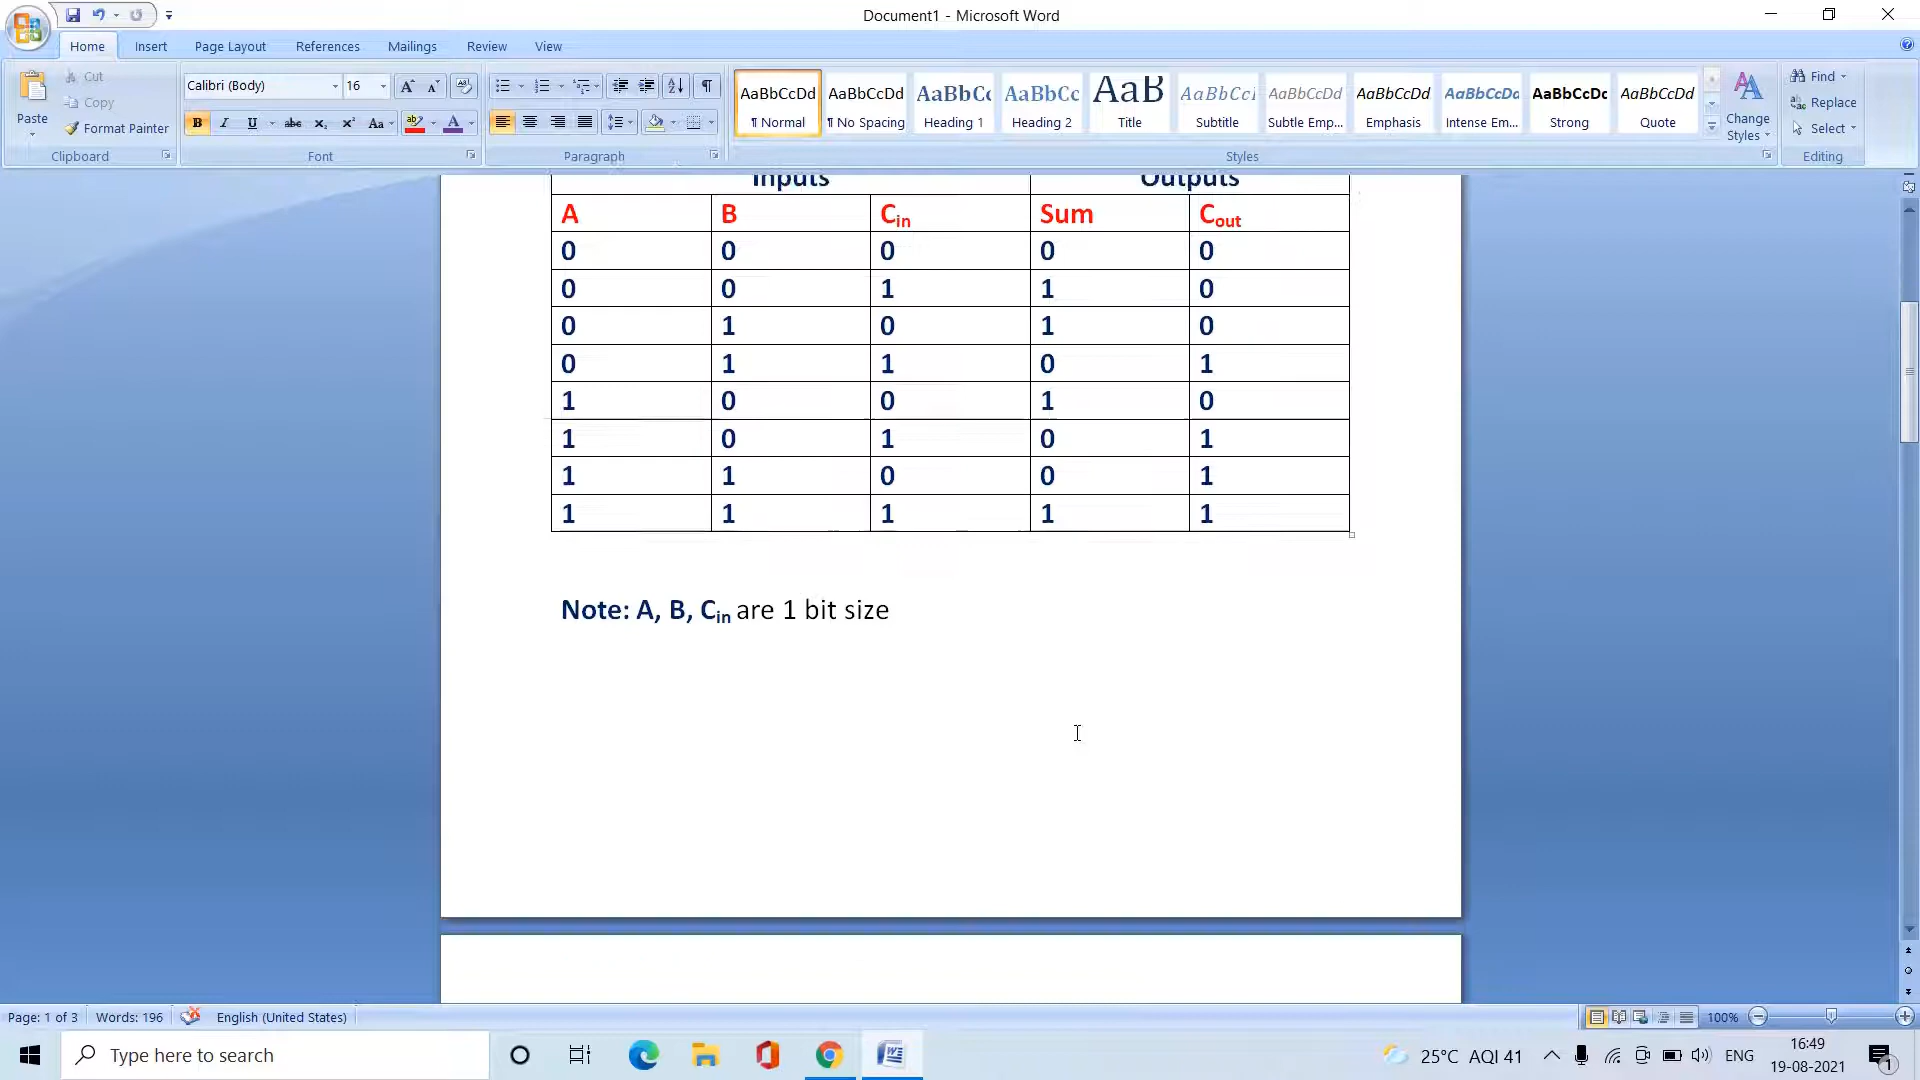 Document1 - Microsoft Word
Home Insert Page Layout References Mailings Review View
Paste
Cut
Copy
Format Painter
Clipboard
Calibri (Body) 16
B I U abc
Font
Paragraph
AaBbCcDd AaBbCcDd AaBbCc AaBbCc AaB AaBbCcI AaBbCcDd AaBbCcDd AaBbCcDd AaBbCcDc AaBbCcDd
¶ Normal ¶ No Spacing Heading 1 Heading 2 Title Subtitle Subtle Emp... Emphasis Intense Em... Strong Quote
Change Styles
Styles
Find
Replace
Select
Editing
Inputs Outputs
A B Cin Sum Cout
0 0 0 0 0
0 0 1 1 0
0 1 0 1 0
0 1 1 0 1
1 0 0 1 0
1 0 1 0 1
1 1 0 0 1
1 1 1 1 1
Note: A, B, Cin are 1 bit size
Page: 1 of 3 Words: 196 English (United States) 100%
Type here to search
25°C AQI 41 ENG
16:49
19-08-2021
1